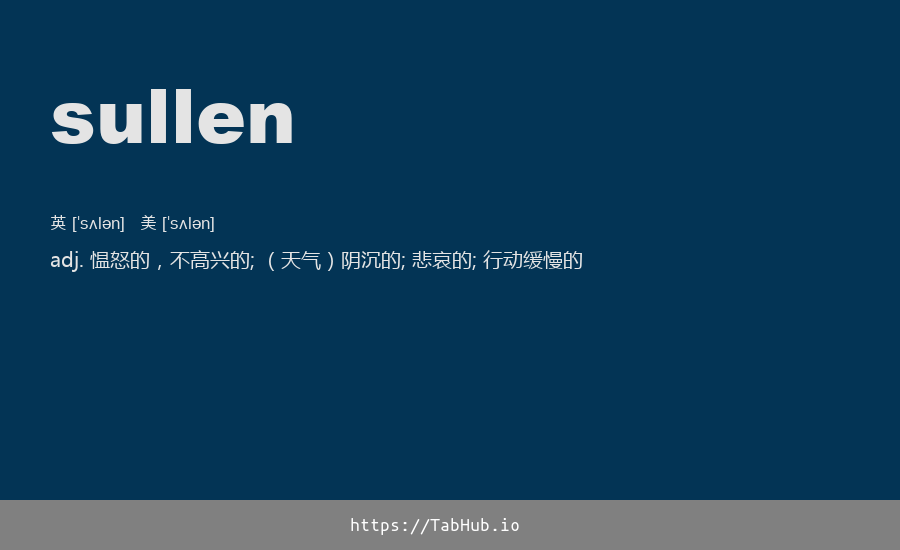 sullen
英 [ˈsʌlən] 美 [ˈsʌlən]
adj. 愠怒的，不高兴的; （天气）阴沉的; 悲哀的; 行动缓慢的
https://TabHub.io